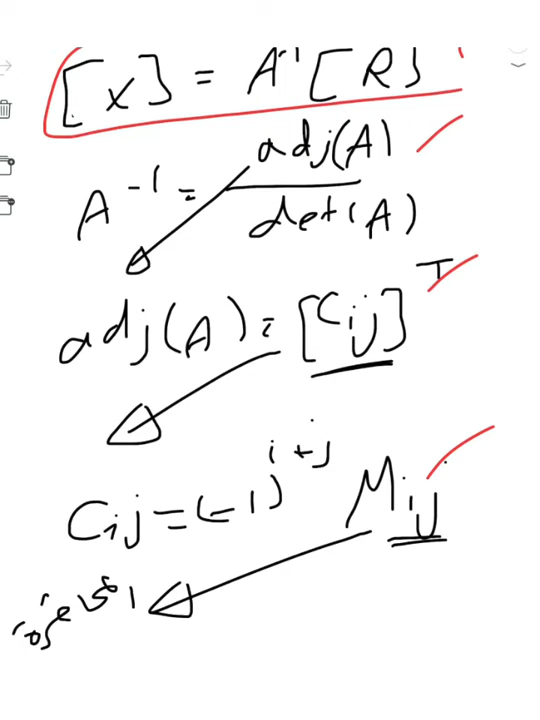 [x] = A⁻¹ [R]
A⁻¹ = adj(A) / det(A)
adj(A) = [Cij]ᵀ
Cij = (-1)ⁱ⁺ʲ Mij